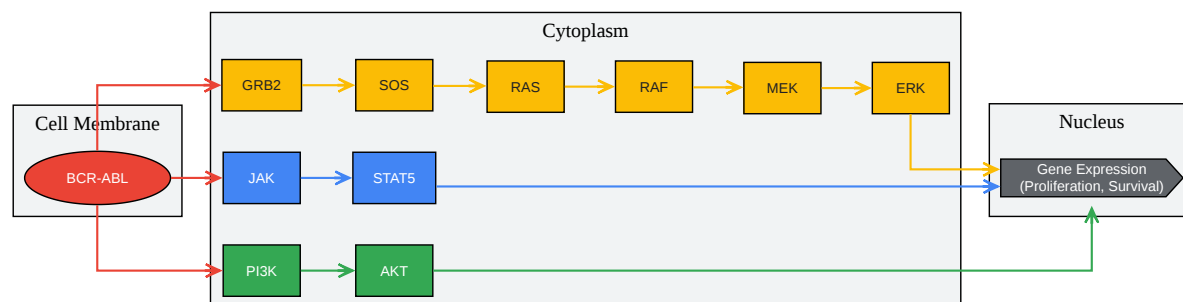 Cytoplasm
GRB2
SOS
RAS
RAF
MEK
ERK
Cell Membrane
BCR-ABL
JAK
STAT5
Nucleus
Gene Expression
(Proliferation, Survival)
PI3K
AKT